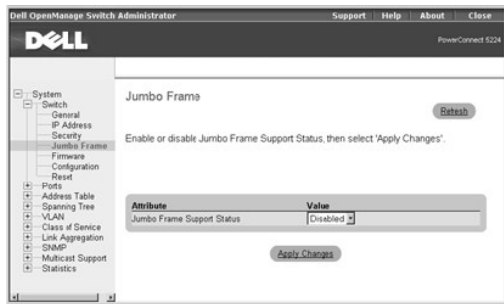 Dell OpenManage Switch Administrator Support Help About Close
DELL
PowerConnect 5224
System
Switch
General
IP Address
Security
Jumbo Frame
Firmware
Configuration
Reset
Ports
Address Table
Spanning Tree
VLAN
Class of Service
Link Aggregation
SNMP
Multicast Support
Statistics
Jumbo Frame
Refresh
Enable or disable Jumbo Frame Support Status, then select 'Apply Changes'.
Attribute Value
Jumbo Frame Support Status Disabled
Apply Changes